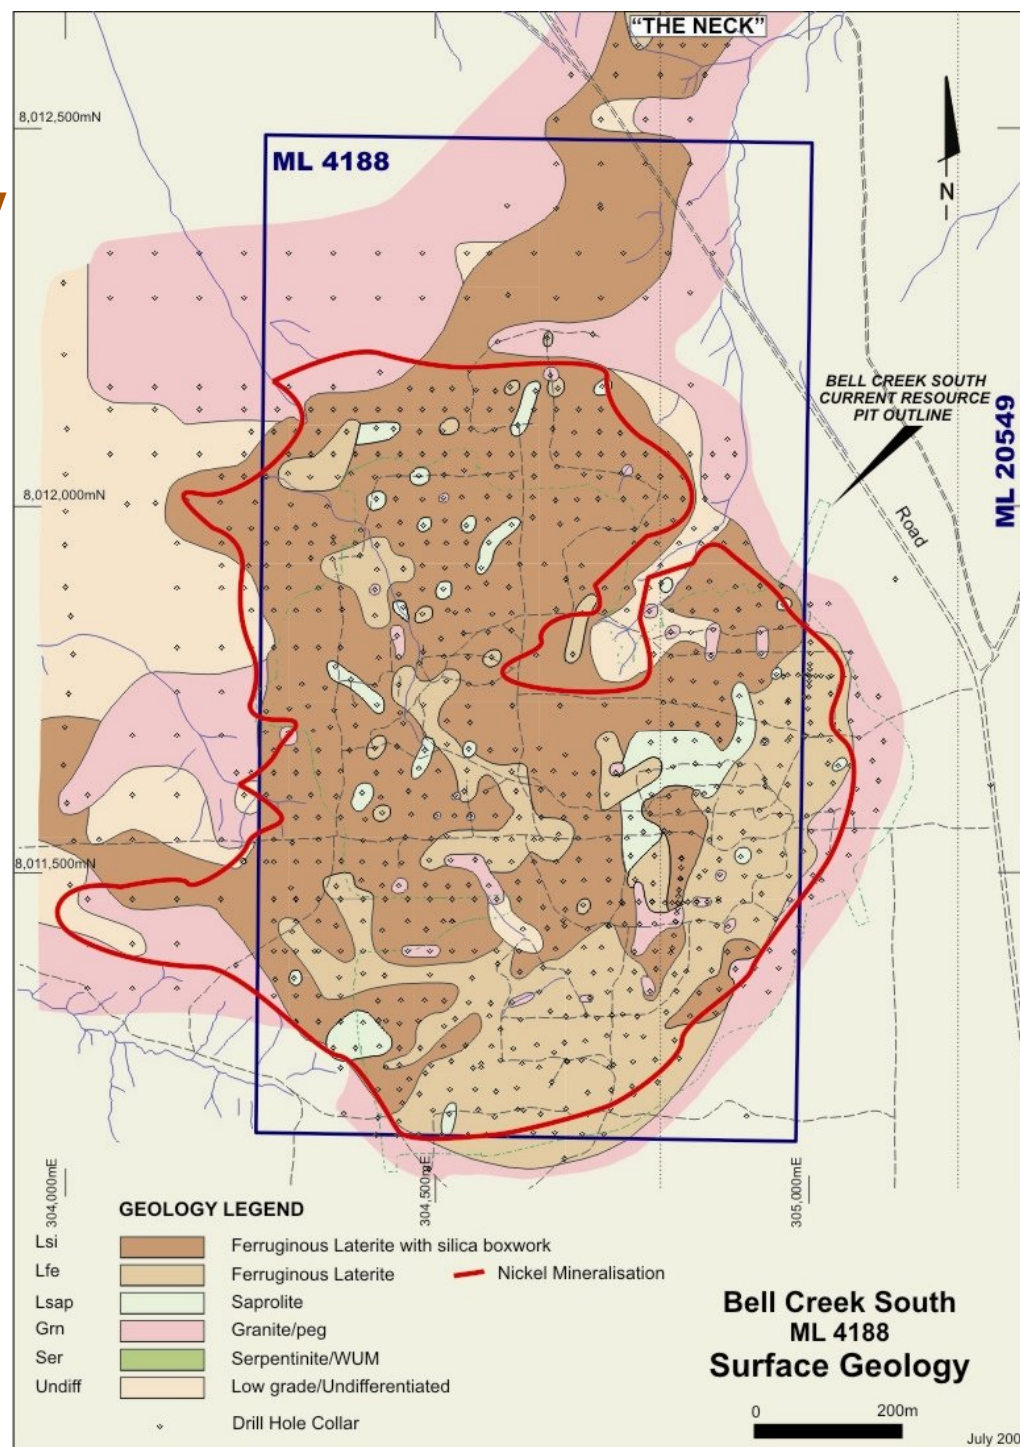 “THE NECK”
8,012,500mN
ML 4188
N
BELL CREEK SOUTH
CURRENT RESOURCE
PIT OUTLINE
ML 20549
8,012,000mN
Road
8,011,500mN
304,000mE
304,500mE
305,000mE
GEOLOGY LEGEND
Lsi Ferruginous Laterite with silica boxwork
Lfe Ferruginous Laterite Nickel Mineralisation
Lsap Saprolite
Grn Granite/peg
Ser Serpentinite/WUM
Undiff Low grade/Undifferentiated
Drill Hole Collar
Bell Creek South
ML 4188
Surface Geology
0 200m
July 200